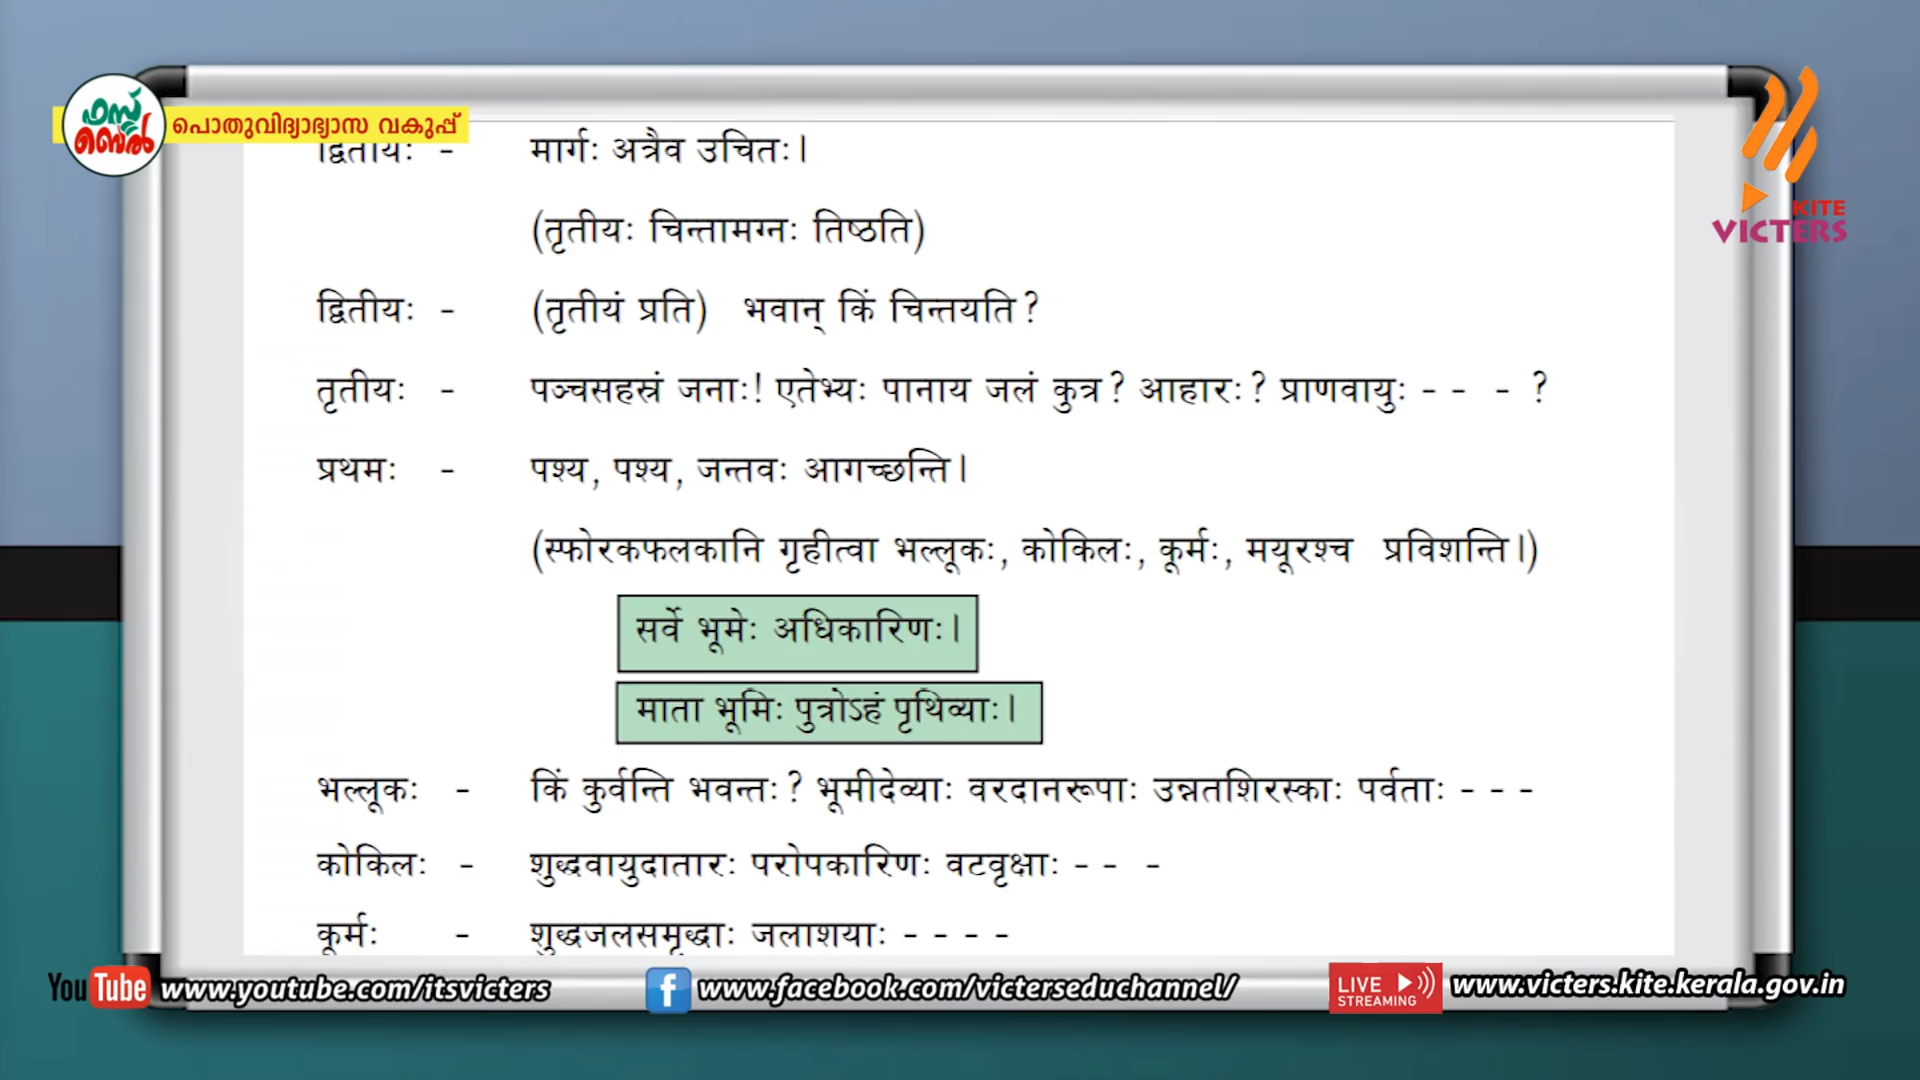 ഫസ്റ്റ്
ബെൽ
പൊതുവിദ്യാഭ്യാസ വകുപ്പ്
KITE
VICTERS
द्वितीयः - मार्गः अत्रैव उचितः।
(तृतीयः चिन्तामग्नः तिष्ठति)
द्वितीयः - (तृतीयं प्रति) भवान् किं चिन्तयति?
तृतीयः - पञ्चसहस्रं जनाः! एतेभ्यः पानाय जलं कुत्र? आहारः? प्राणवायुः - - - ?
प्रथमः - पश्य, पश्य, जन्तवः आगच्छन्ति।
(स्फोरकफलकानि गृहीत्वा भल्लूकः, कोकिलः, कूर्मः, मयूरश्च प्रविशन्ति।)
सर्वे भूमेः अधिकारिणः।
माता भूमिः पुत्रोऽहं पृथिव्याः।
भल्लूकः - किं कुर्वन्ति भवन्तः? भूमीदेव्याः वरदानरूपाः उन्नतशिरस्काः पर्वताः - - -
कोकिलः - शुद्धवायुदातारः परोपकारिणः वटवृक्षाः - - -
कूर्मः - शुद्धजलसमृद्धाः जलाशयाः - - - -
YouTube www.youtube.com/itsvicters
f www.facebook.com/victerseduchannel/
LIVE STREAMING www.victers.kite.kerala.gov.in